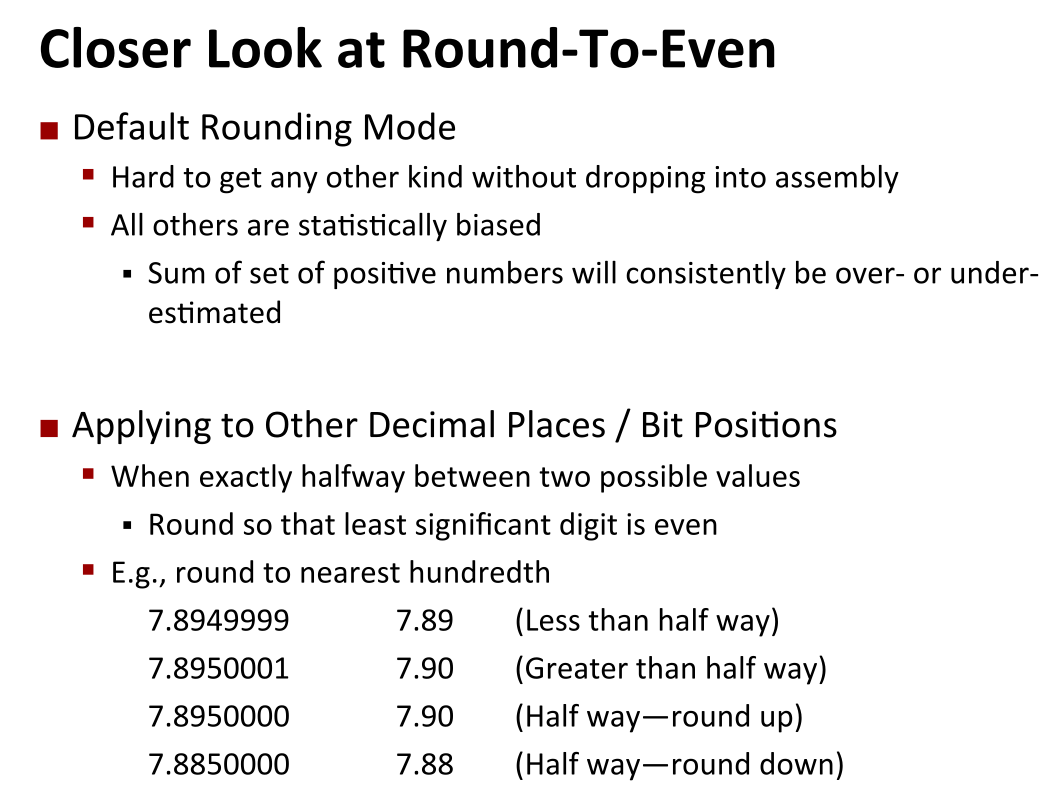 Closer Look at Round-To-Even
■ Default Rounding Mode
▪ Hard to get any other kind without dropping into assembly
▪ All others are statistically biased
▪ Sum of set of positive numbers will consistently be over- or under-
estimated
■ Applying to Other Decimal Places / Bit Positions
▪ When exactly halfway between two possible values
▪ Round so that least significant digit is even
▪ E.g., round to nearest hundredth
7.8949999 7.89 (Less than half way)
7.8950001 7.90 (Greater than half way)
7.8950000 7.90 (Half way—round up)
7.8850000 7.88 (Half way—round down)